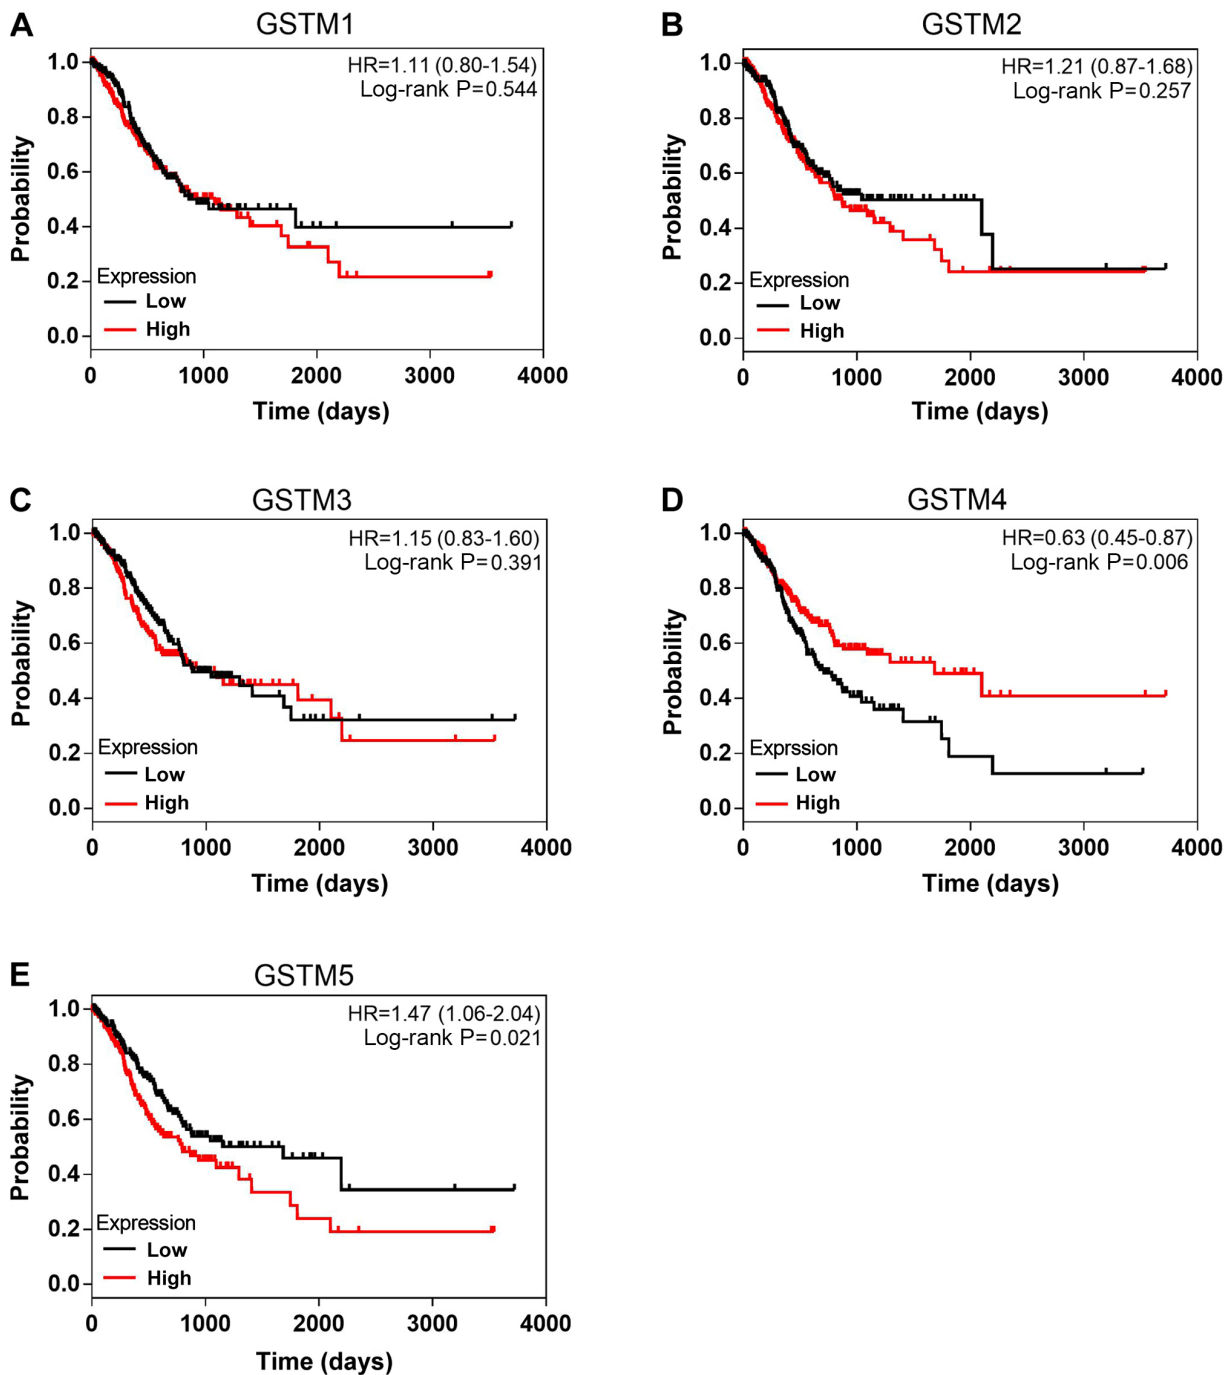 A
GSTM1
HR=1.11 (0.80-1.54)
Log-rank P=0.544
1.0
0.8
0.6
0.4
0.2
0.0
Probability
Expression
Low
High
0 1000 2000 3000 4000
Time (days)
B
GSTM2
HR=1.21 (0.87-1.68)
Log-rank P=0.257
1.0
0.8
0.6
0.4
0.2
0.0
Probability
Expression
Low
High
0 1000 2000 3000 4000
Time (days)
C
GSTM3
HR=1.15 (0.83-1.60)
Log-rank P=0.391
1.0
0.8
0.6
0.4
0.2
0.0
Probability
Expression
Low
High
0 1000 2000 3000 4000
Time (days)
D
GSTM4
HR=0.63 (0.45-0.87)
Log-rank P=0.006
1.0
0.8
0.6
0.4
0.2
0.0
Probability
Exprssion
Low
High
0 1000 2000 3000 4000
Time (days)
E
GSTM5
HR=1.47 (1.06-2.04)
Log-rank P=0.021
1.0
0.8
0.6
0.4
0.2
0.0
Probability
Expression
Low
High
0 1000 2000 3000 4000
Time (days)